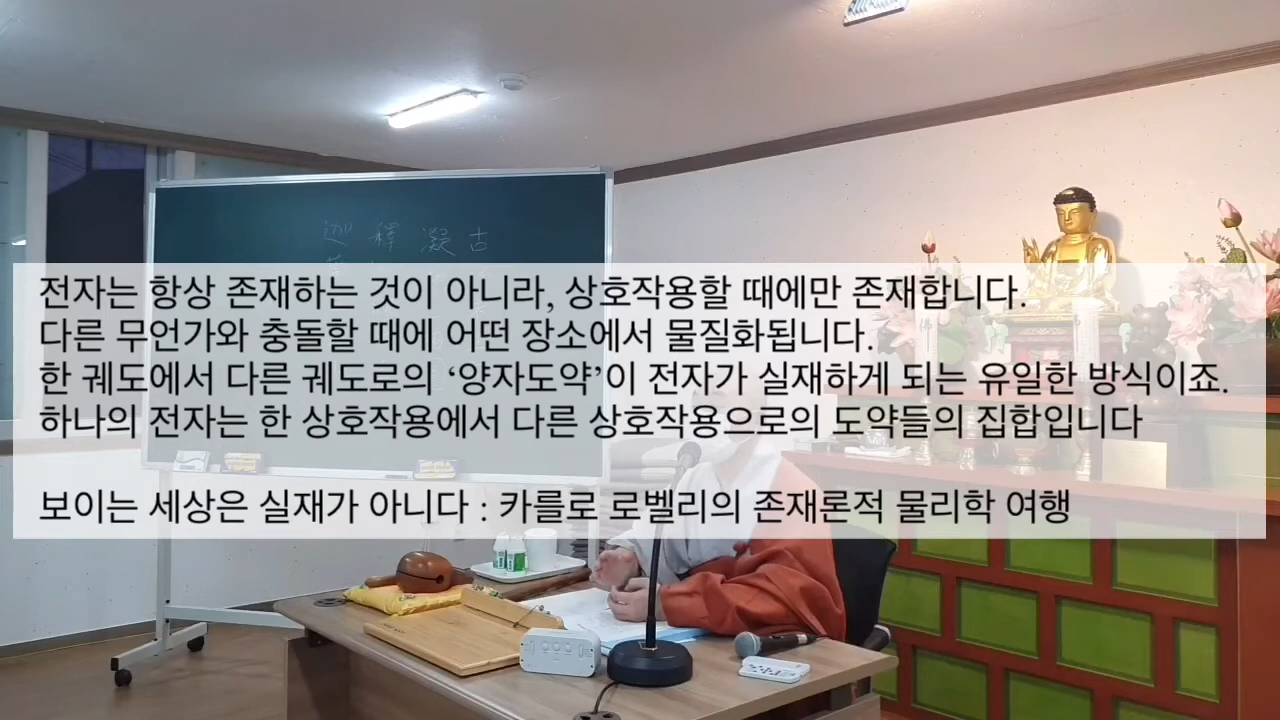 古
凝
釋
迦
전자는 항상 존재하는 것이 아니라, 상호작용할 때에만 존재합니다.
다른 무언가와 충돌할 때에 어떤 장소에서 물질화됩니다.
한 궤도에서 다른 궤도로의 ‘양자도약’이 전자가 실재하게 되는 유일한 방식이죠.
하나의 전자는 한 상호작용에서 다른 상호작용으로의 도약들의 집합입니다
보이는 세상은 실재가 아니다 : 카를로 로벨리의 존재론적 물리학 여행